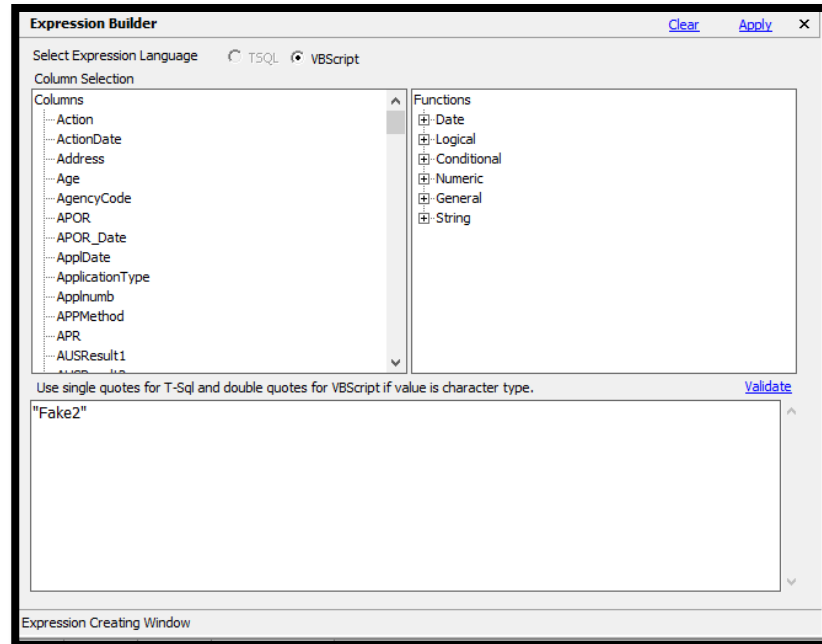 Expression Builder Clear Apply X
Select Expression Language TSQL VBScript
Column Selection
Columns
Action
ActionDate
Address
Age
AgencyCode
APOR
APOR_Date
ApplDate
ApplicationType
Applnumb
APPMethod
APR
AUSResult1
Functions
Date
Logical
Conditional
Numeric
General
String
Use single quotes for T-Sql and double quotes for VBScript if value is character type. Validate
"Fake2"
Expression Creating Window